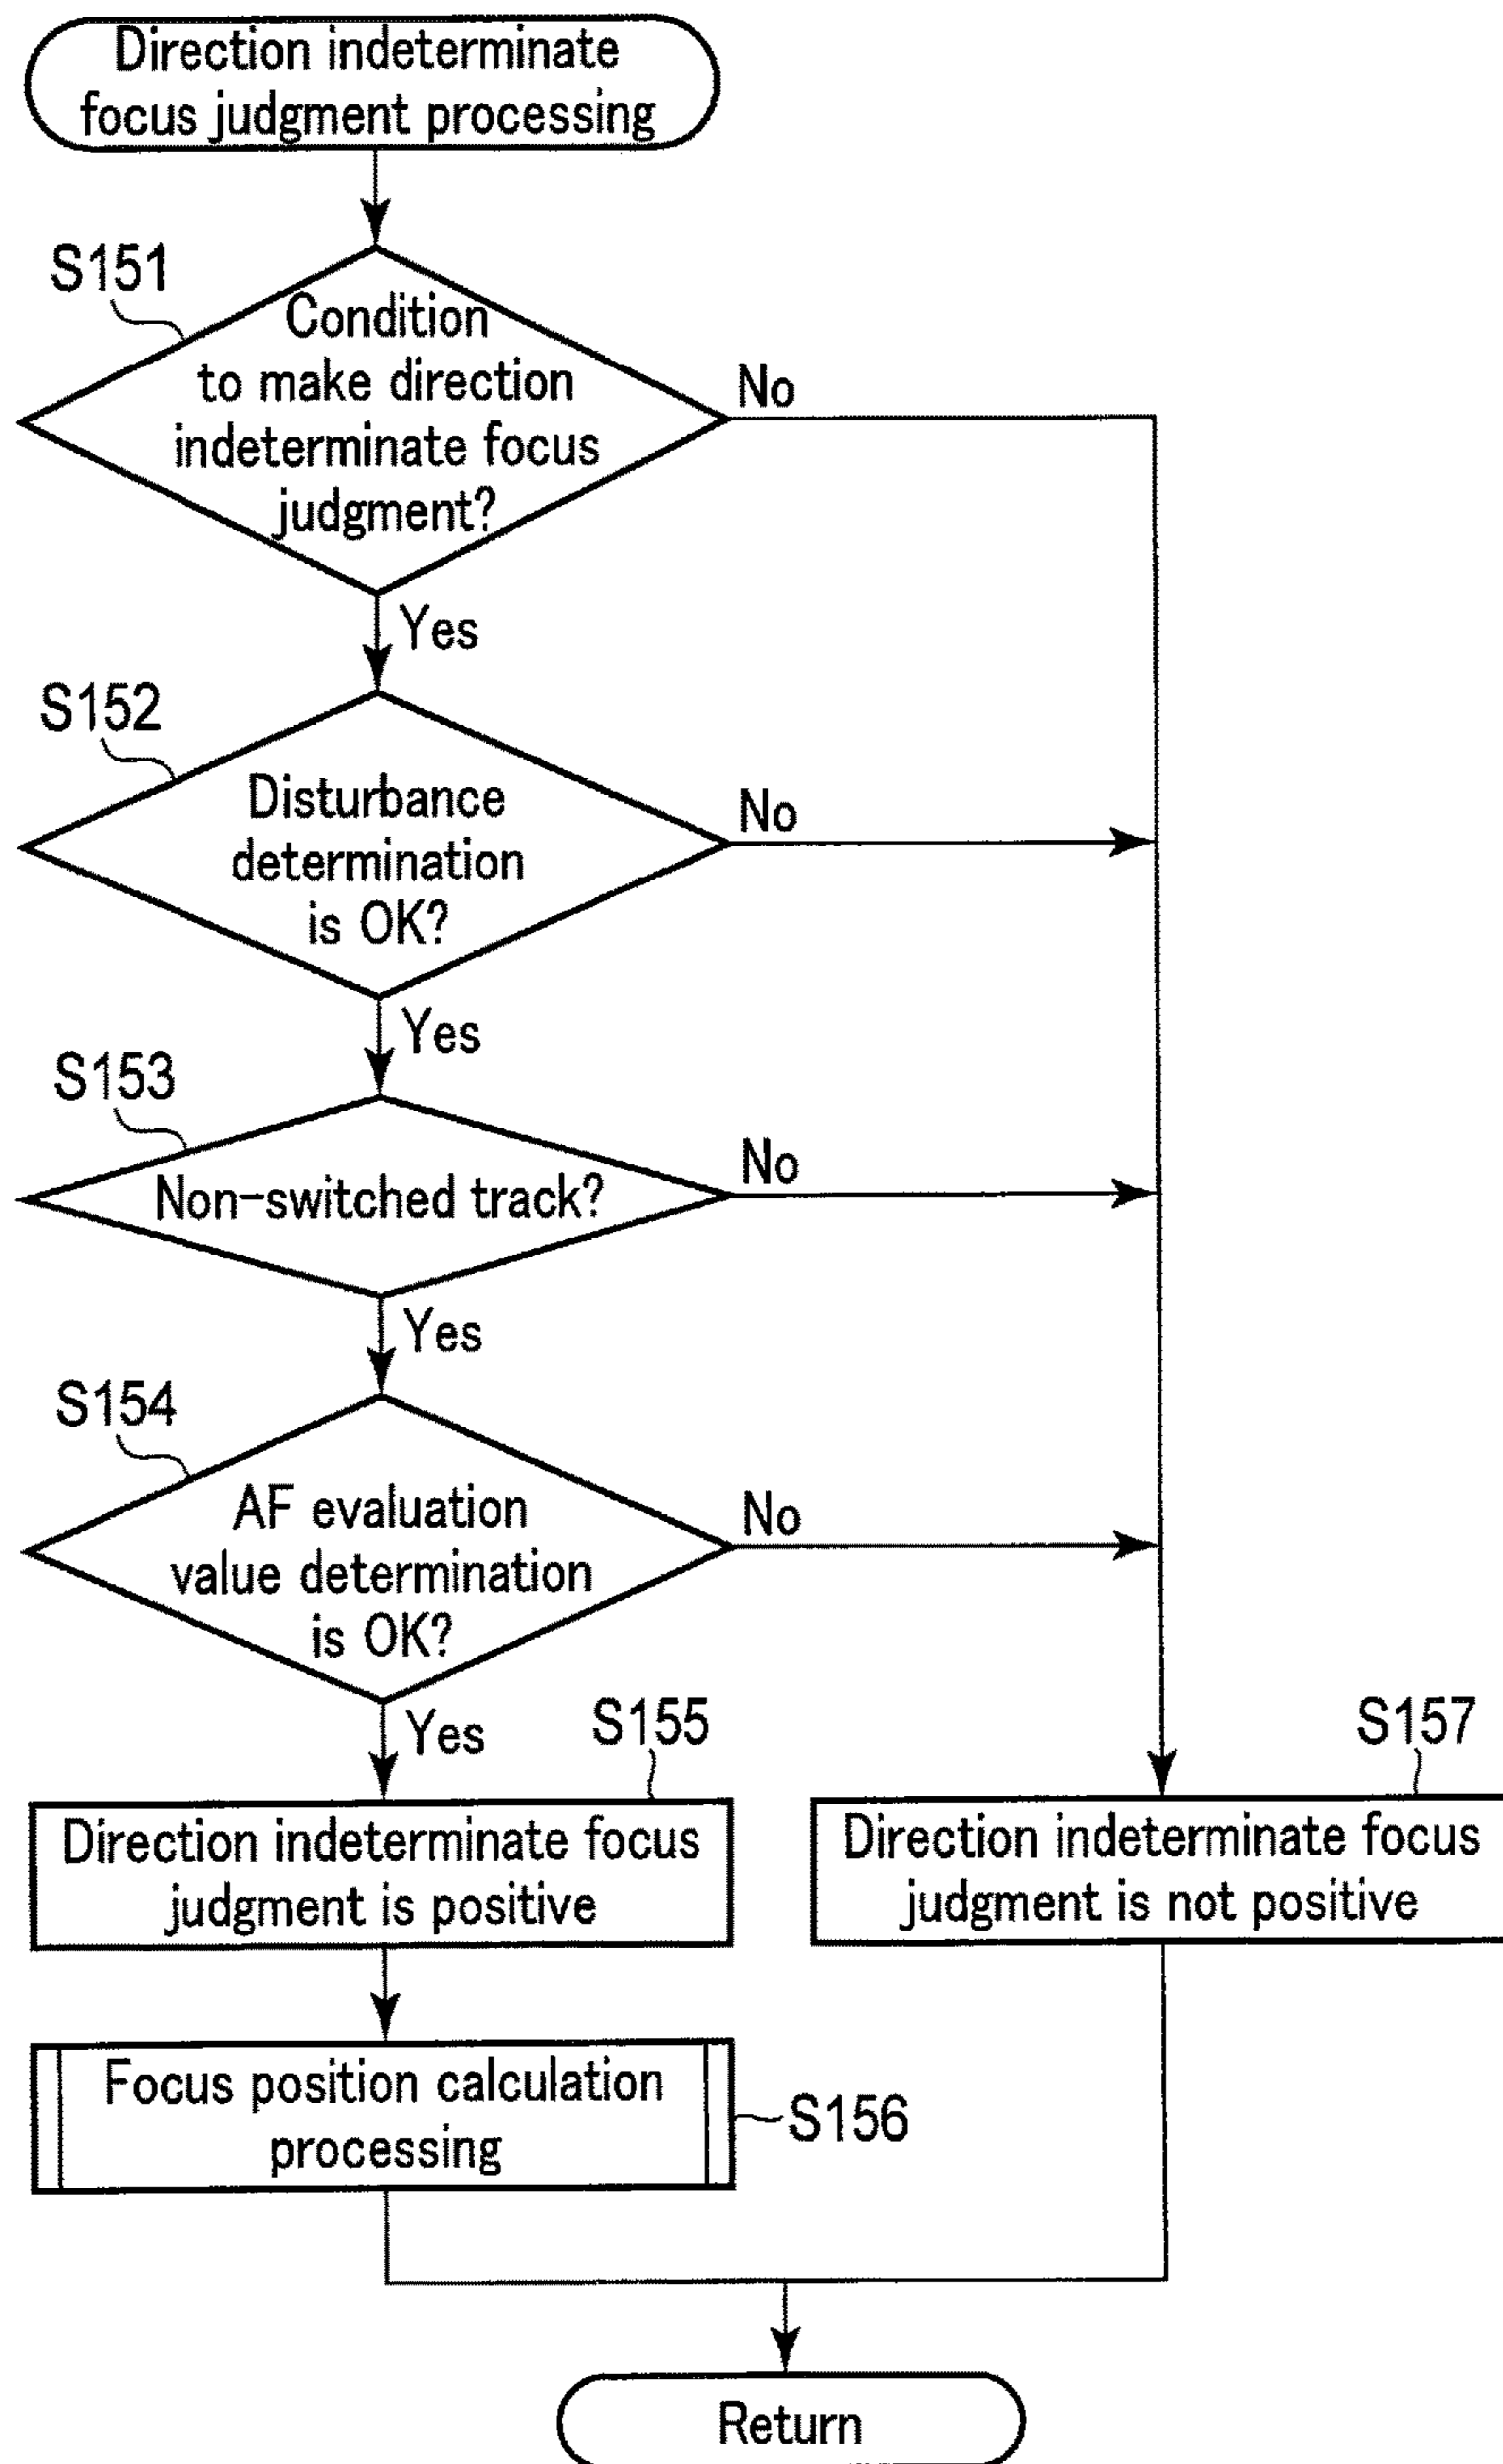 Direction indeterminate
focus judgment processing
S151
Condition
to make direction
indeterminate focus
judgment?
No
Yes
S152
Disturbance
determination
is OK?
No
Yes
S153
Non-switched track?
No
Yes
S154
AF evaluation
value determination
is OK?
No
Yes
S155
Direction indeterminate focus
judgment is positive
S157
Direction indeterminate focus
judgment is not positive
Focus position calculation
processing
S156
Return